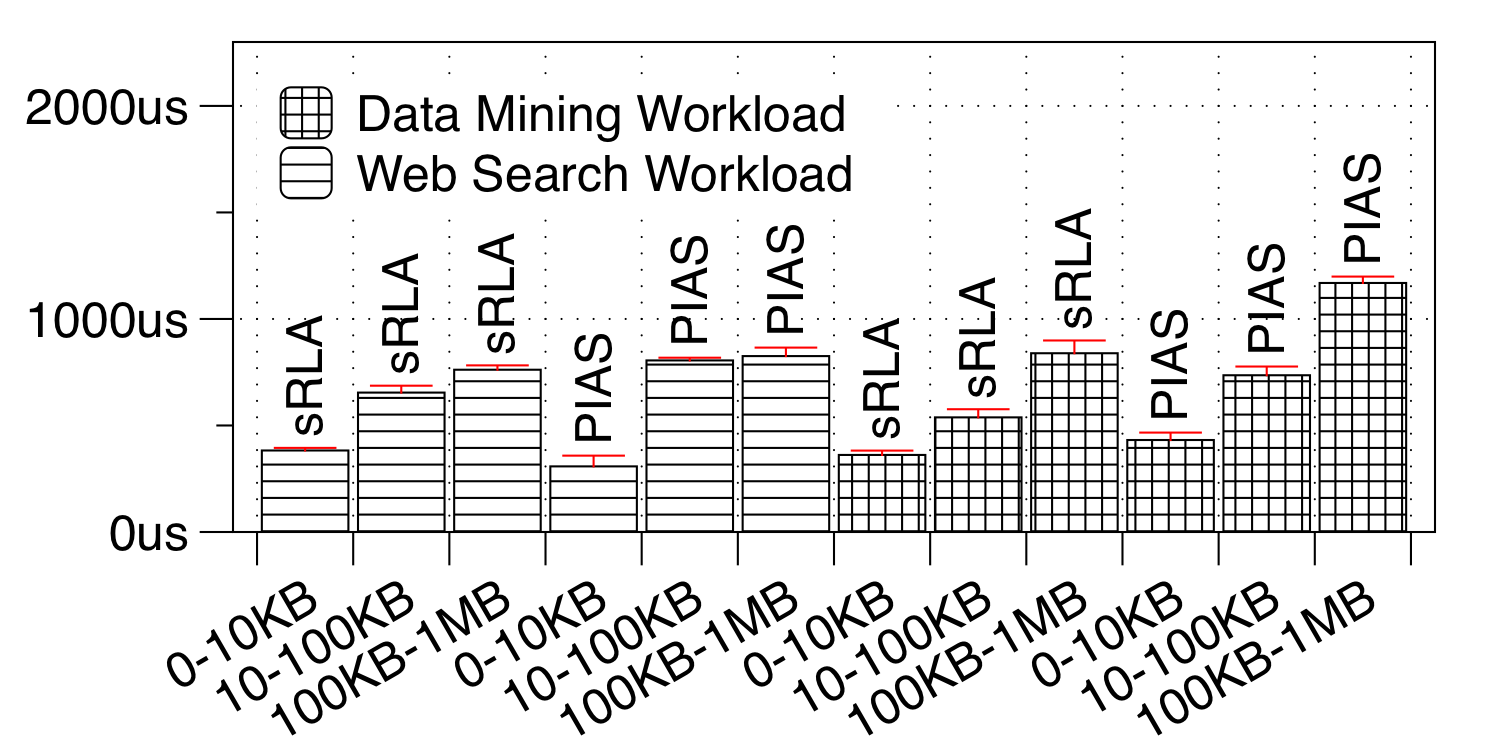 2000us
1000us
0us
Data Mining Workload
Web Search Workload
sRLA
sRLA
sRLA
PIAS
PIAS
PIAS
sRLA
sRLA
sRLA
PIAS
PIAS
PIAS
0-10KB
10-100KB
100KB-1MB
0-10KB
10-100KB
100KB-1MB
0-10KB
10-100KB
100KB-1MB
0-10KB
10-100KB
100KB-1MB